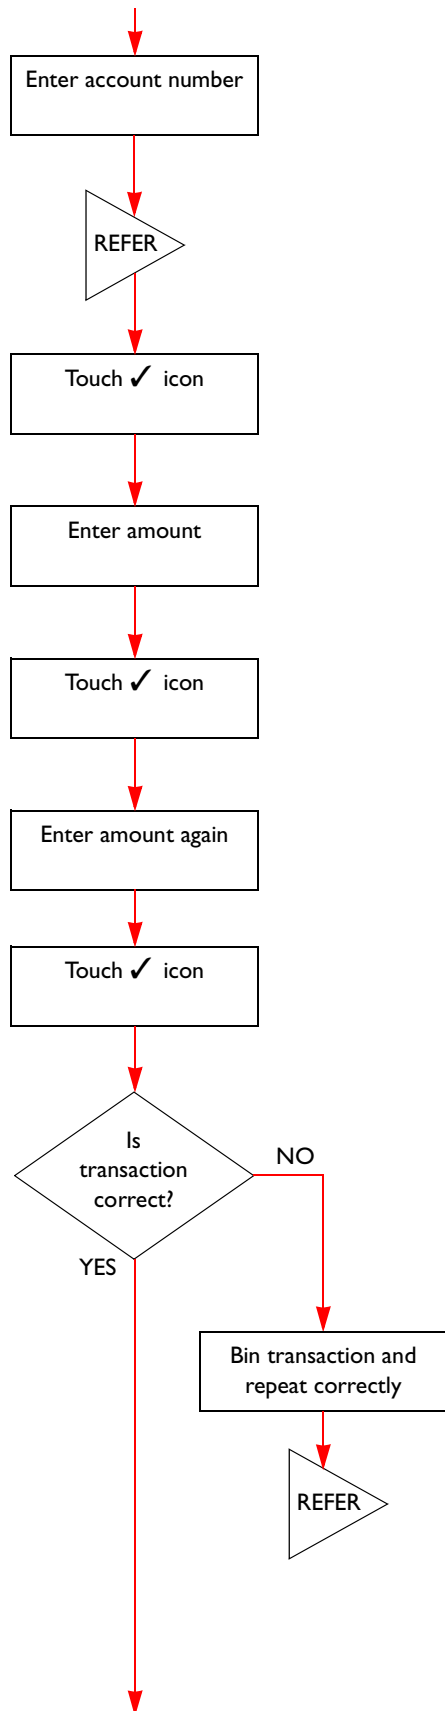 Enter account number
REFER
Touch ✓ icon
Enter amount
Touch ✓ icon
Enter amount again
Touch ✓ icon
Is
transaction
correct?
NO
YES
Bin transaction and
repeat correctly
REFER